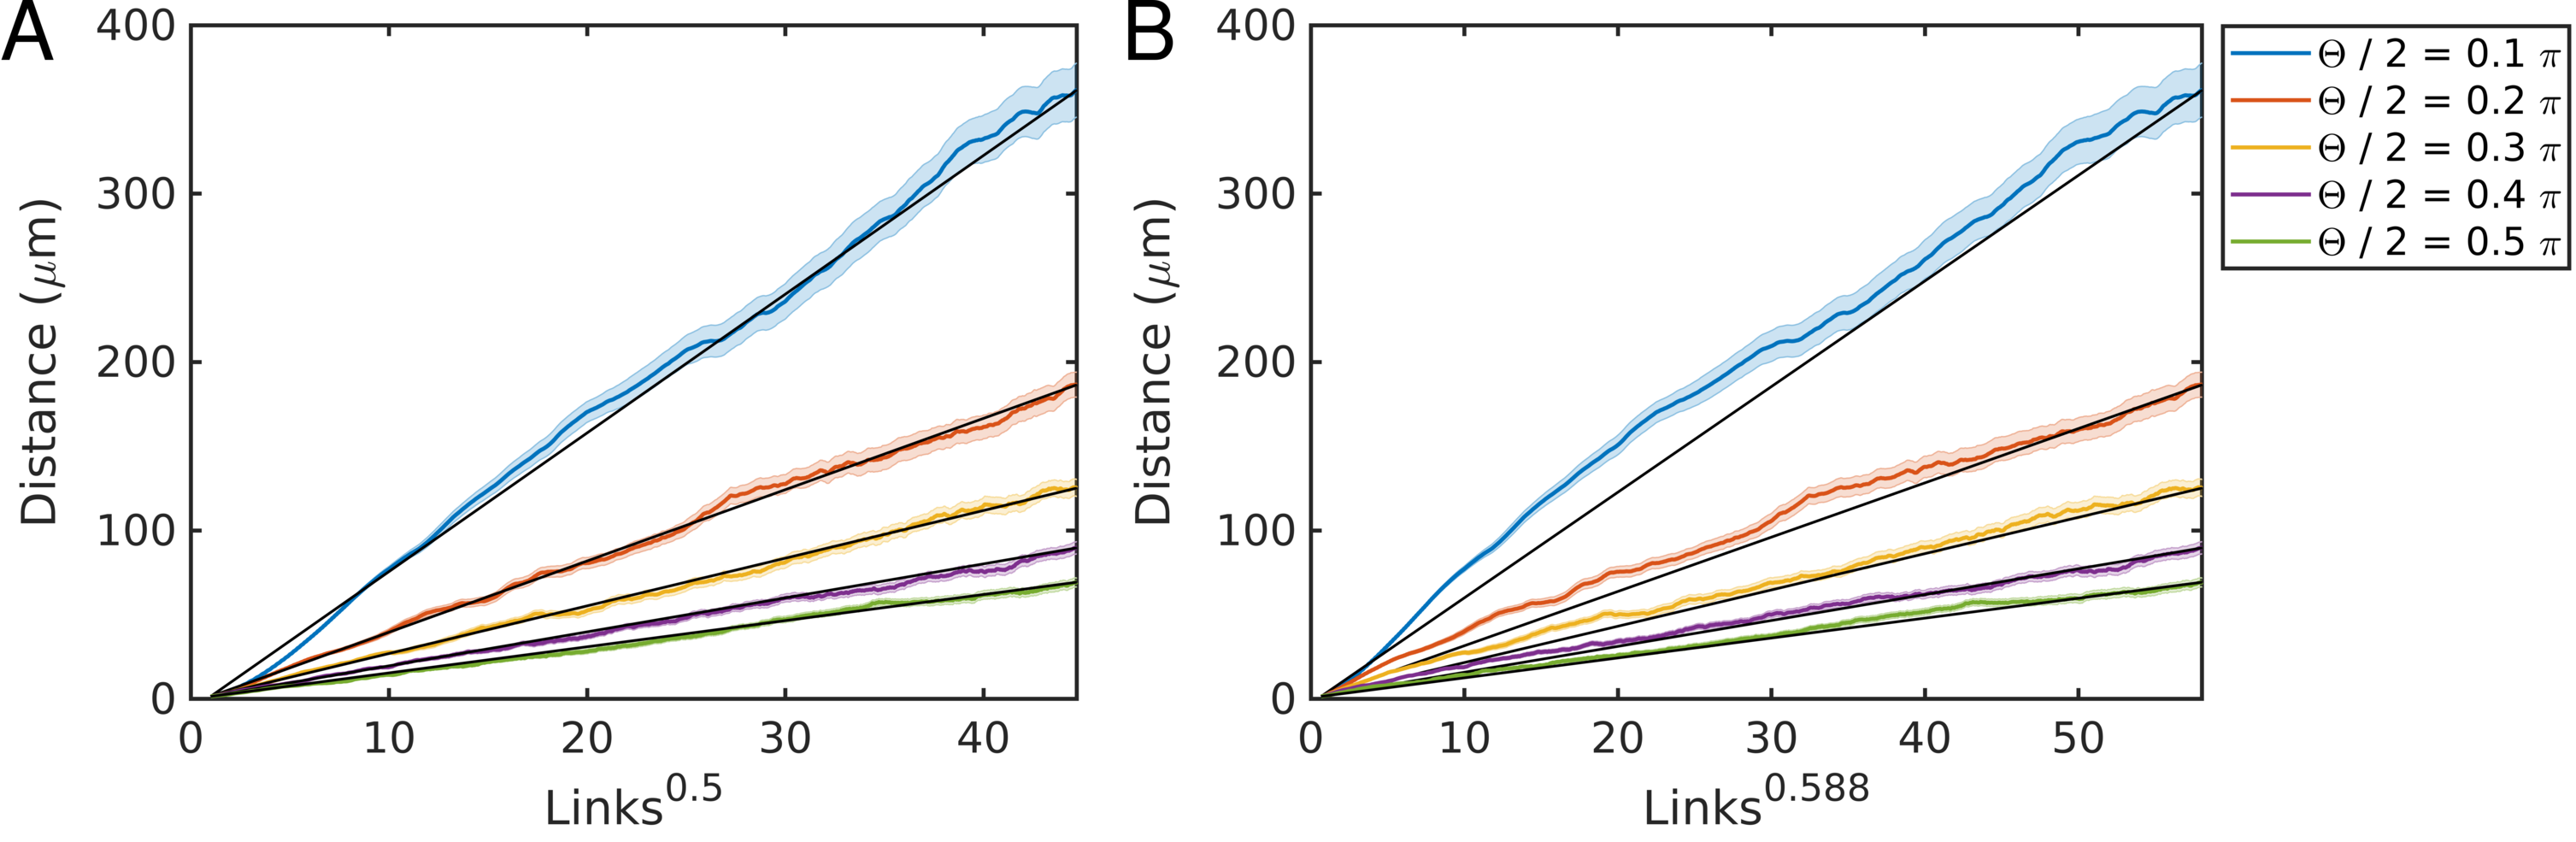 A
400
300
200
100
0
Distance (μm)
0 10 20 30 40
Links^0.5
B
400
300
200
100
0
Distance (μm)
0 10 20 30 40 50
Links^0.588
Θ / 2 = 0.1 π
Θ / 2 = 0.2 π
Θ / 2 = 0.3 π
Θ / 2 = 0.4 π
Θ / 2 = 0.5 π